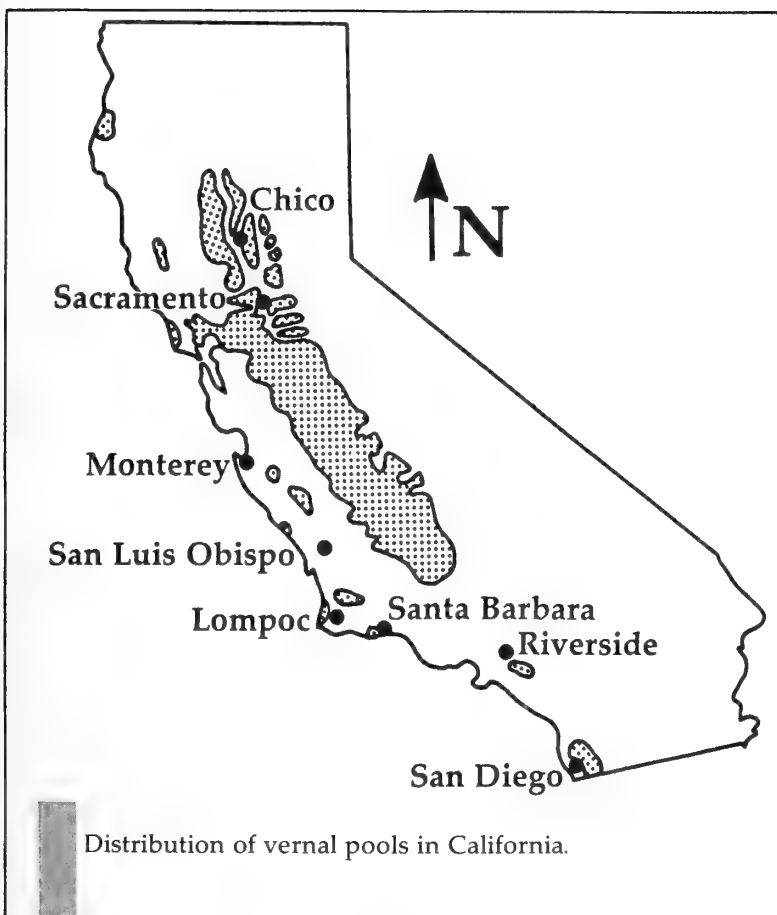 Chico
N
Sacramento
Monterey
San Luis Obispo
Lompoc
Santa Barbara
Riverside
San Diego
Distribution of vernal pools in California.